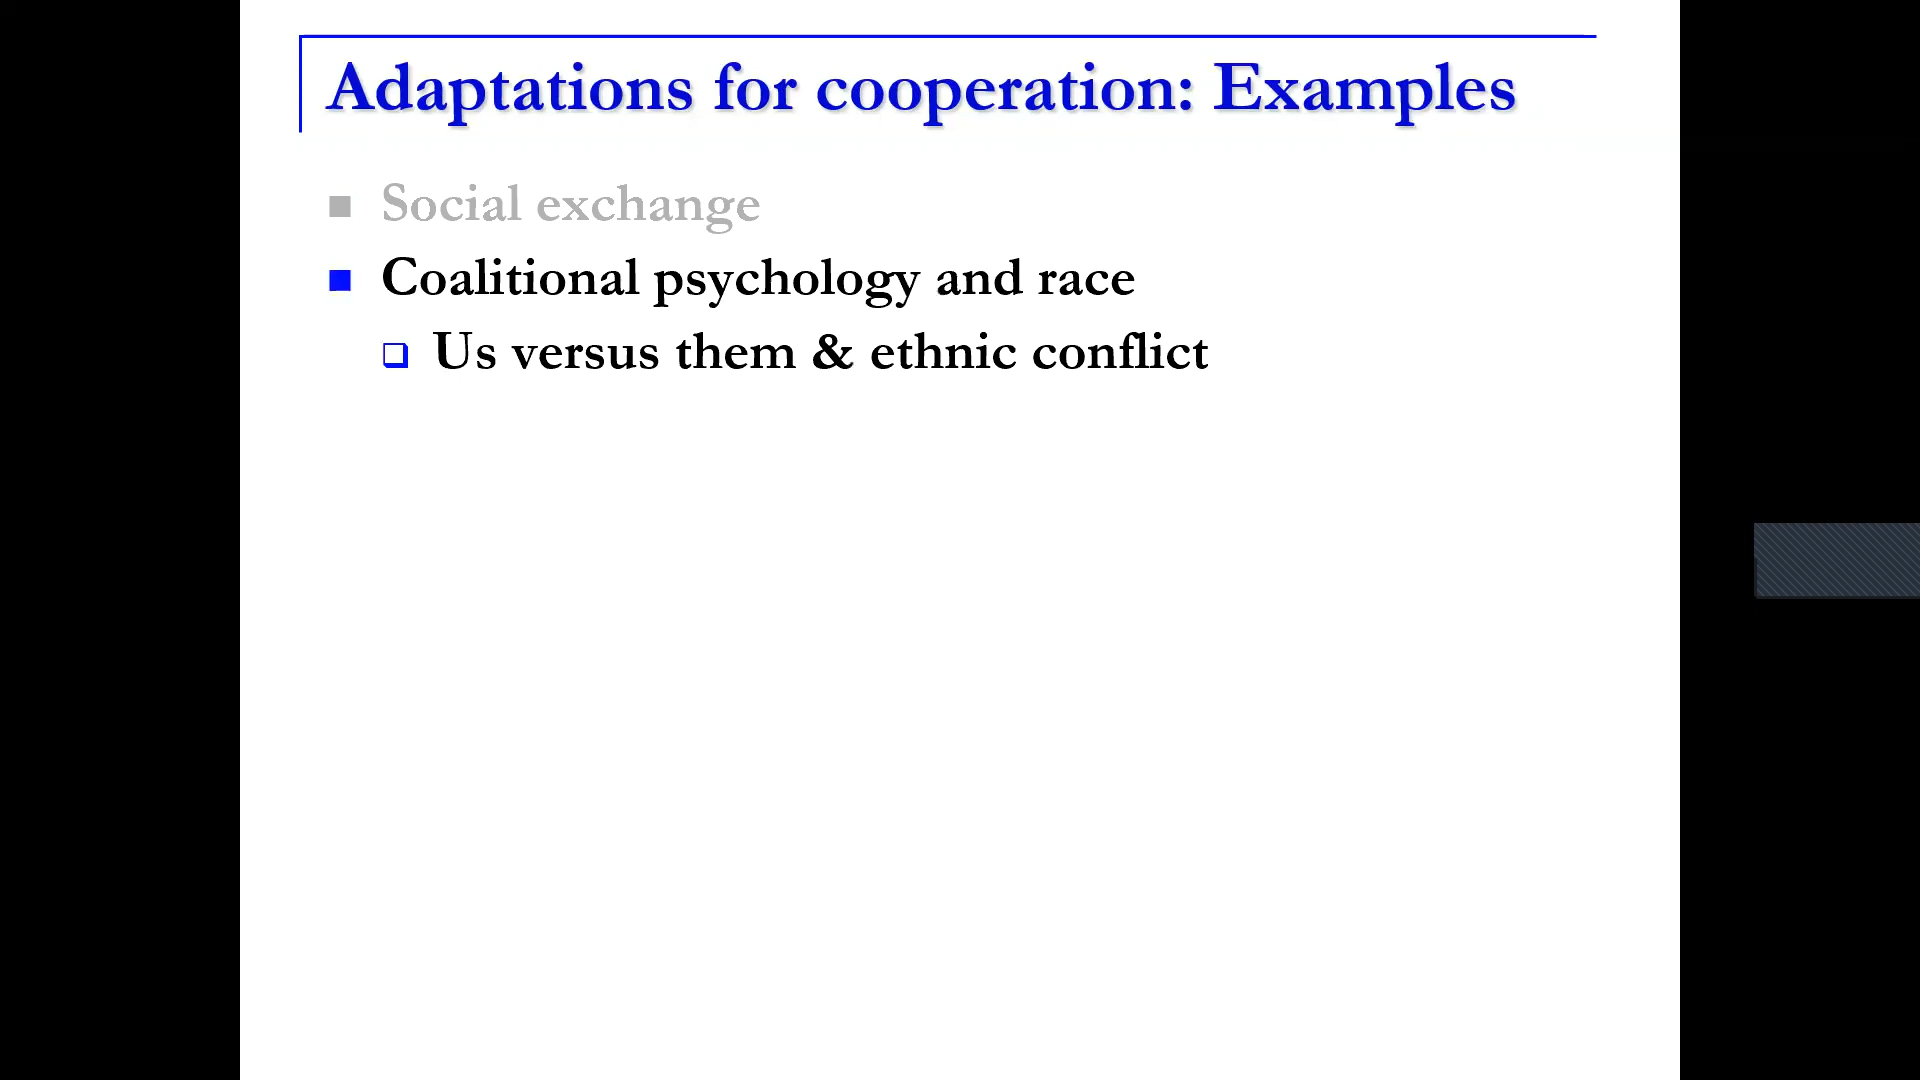 Adaptations for cooperation: Examples
Social exchange
Coalitional psychology and race
Us versus them & ethnic conflict